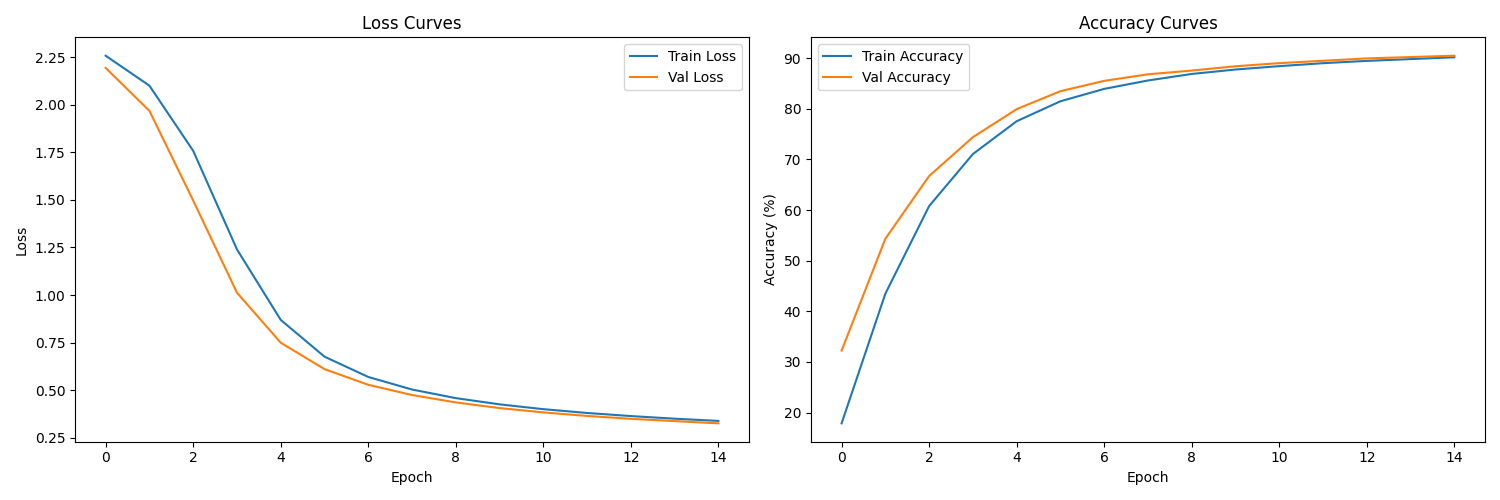 Loss Curves
2.25
2.00
1.75
1.50
1.25
1.00
0.75
0.50
0.25
Loss
0 2 4 6 8 10 12 14
Epoch
Train Loss
Val Loss
Accuracy Curves
90
80
70
60
50
40
30
20
Accuracy (%)
0 2 4 6 8 10 12 14
Epoch
Train Accuracy
Val Accuracy